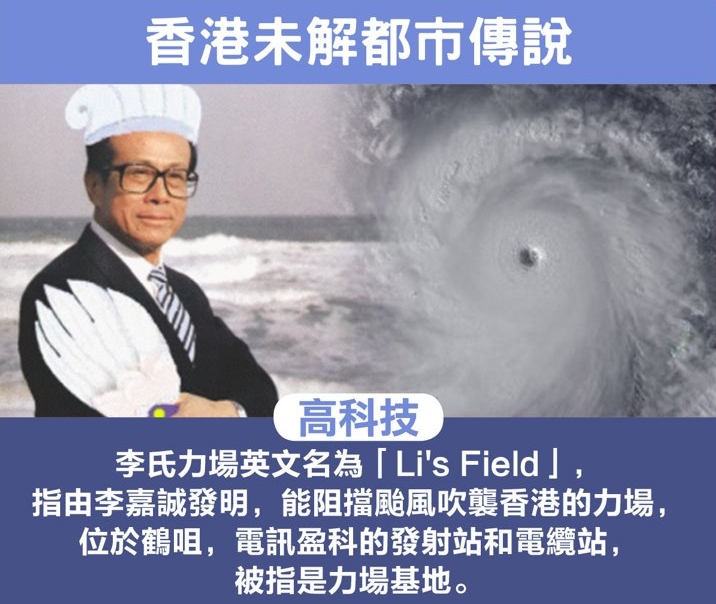 香港未解都市傳說
高科技
李氏力場英文名為「Li's Field」,
指由李嘉誠發明，能阻擋颱風吹襲香港的力場，
位於鶴咀，電訊盈科的發射站和電纜站，
被指是力場基地。